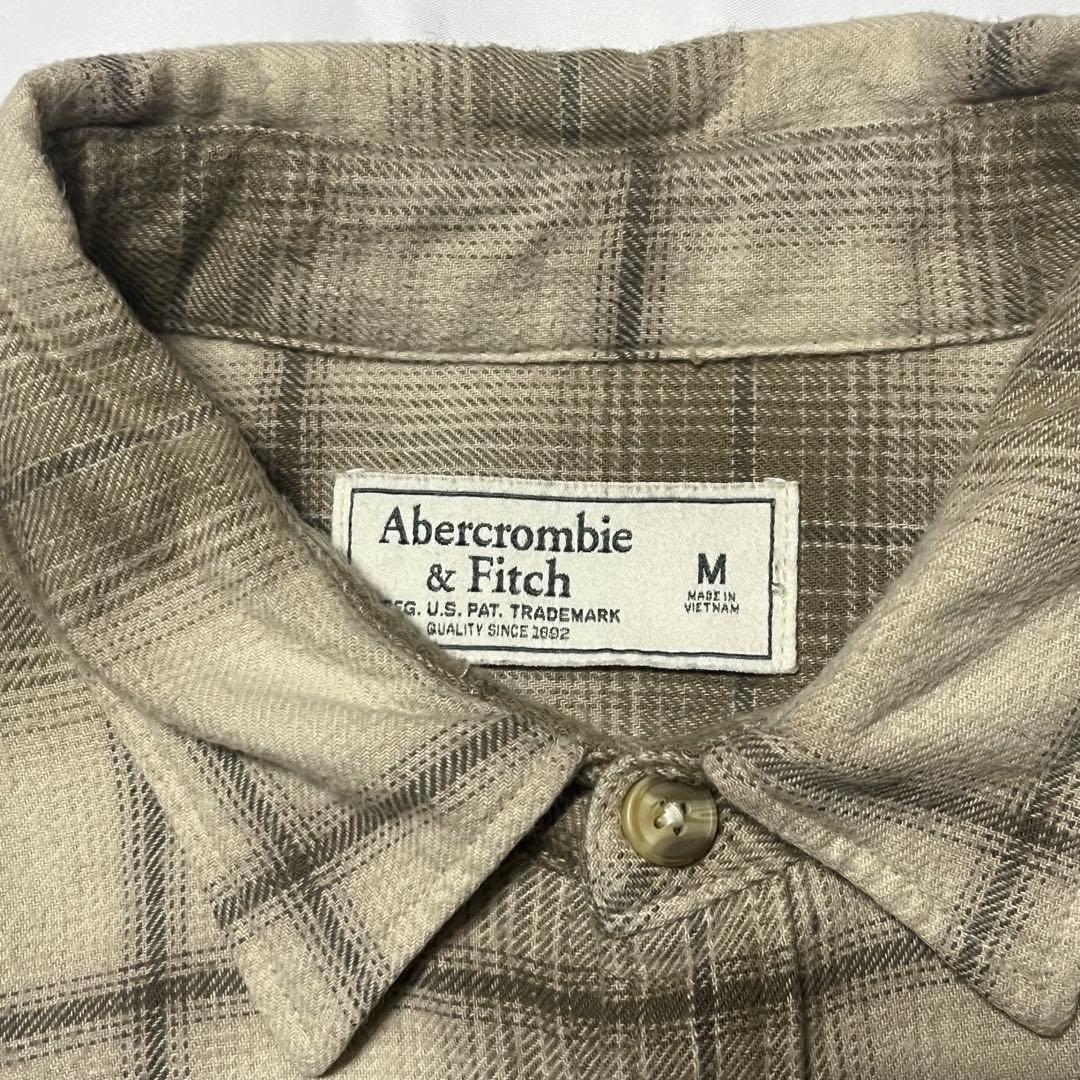 Abercrombie
& Fitch
REG. U.S. PAT. TRADEMARK
QUALITY SINCE 1892
M
MADE IN
VIETNAM